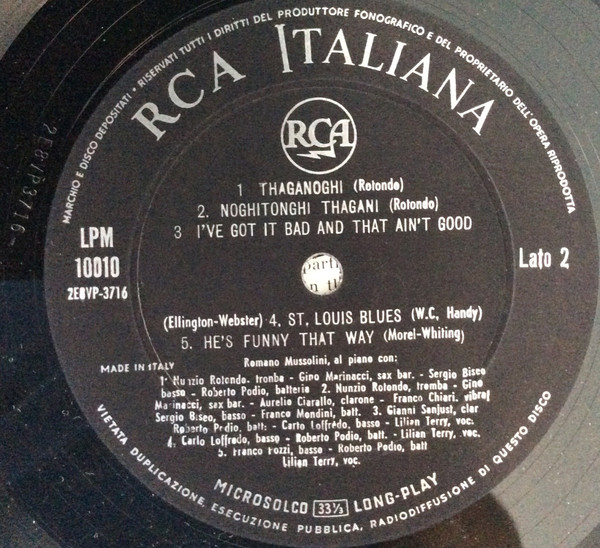 MARCHIO E DISCO DEPOSITATI • RISERVATI TUTTI I DIRITTI DEL PRODUTTORE FONOGRAFICO E DEL PROPRIETARIO DELL'OPERA RIPRODOTTA
RCA ITALIANA
RCA
1 THAGANOGHI (Rotondo)
2. NOGHITONGHI THAGANI (Rotondo)
3 I'VE GOT IT BAD AND THAT AIN'T GOOD
LPM
10010
2E0VP-3716
Lato 2
(Ellington-Webster) 4. ST. LOUIS BLUES (W.C. Handy)
5. HE'S FUNNY THAT WAY (Morel-Whiting)
MADE IN ITALY
Romano Mussolini, al piano con:
1° Nunzio Rotondo, tromba - Gino Marinacci, sax bar. - Sergio Biseo
basso - Roberto Podio, batteria 2. Nunzio Rotondo, tromba - Gino
Marinacci, sax bar. - Aurelio Ciarallo, clarone - Franco Chiari, vibraf
Sergio Biseo, basso - Franco Mondini, batt. 3. Gianni Sanjust, clar
Roberto Podio, batt. - Carlo Loffredo, basso - Lilian Terry, voc.
4. Carlo Loffredo, basso - Roberto Podio, batt. - Lilian Terry, voc.
5. Franco Pozzi, basso - Roberto Podio, batt
Lilian Terry, voc.
MICROSOLCO 33⅓ LONG-PLAY
VIETATA DUPLICAZIONE, ESECUZIONE PUBBLICA, RADIODIFFUSIONE DI QUESTO DISCO